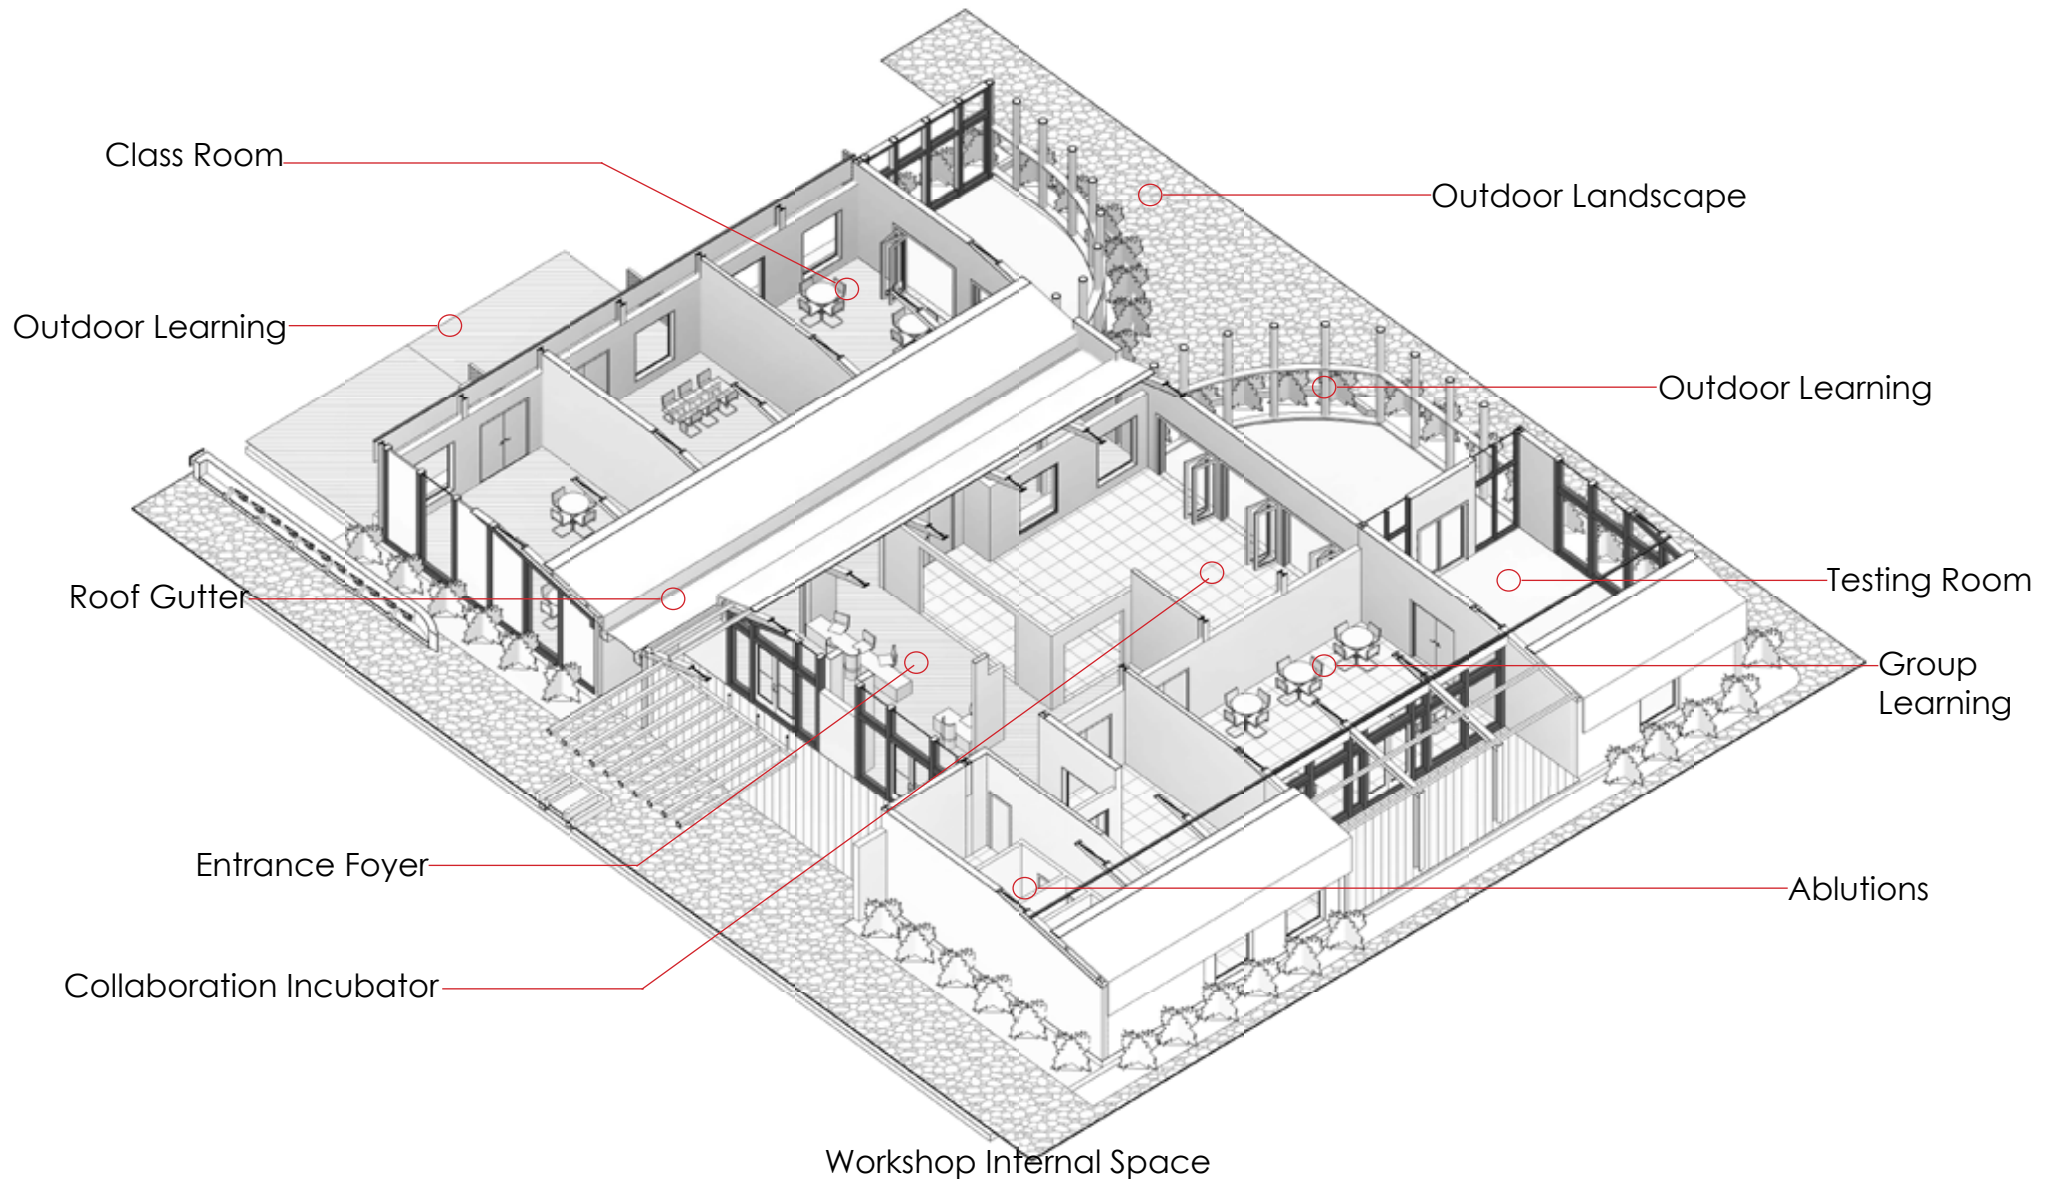 Class Room
Outdoor Landscape
Outdoor Learning
Outdoor Learning
Testing Room
Roof Gutter
Group
Learning
Entrance Foyer
Ablutions
Collaboration Incubator
Workshop Internal Space